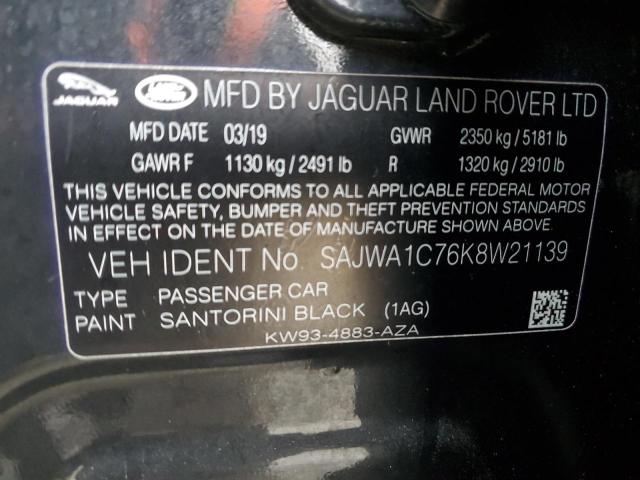 JAGUAR LAND ROVER MFD BY JAGUAR LAND ROVER LTD
MFD DATE 03/19 GVWR 2350 kg / 5181 lb
GAWR F 1130 kg / 2491 lb R 1320 kg / 2910 lb
THIS VEHICLE CONFORMS TO ALL APPLICABLE FEDERAL MOTOR
VEHICLE SAFETY, BUMPER AND THEFT PREVENTION STANDARDS
IN EFFECT ON THE DATE OF MANUFACTURE SHOWN ABOVE.
VEH IDENT No SAJWA1C76K8W21139
TYPE PASSENGER CAR
PAINT SANTORINI BLACK (1AG)
KW93-4883-AZA